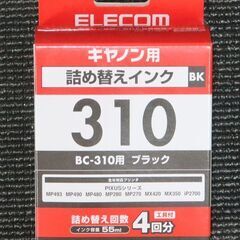 ELECOM
キヤノン用
詰め替えインク
BK
310
BC-310用 ブラック
PIXUSシリーズ
MP493 MP490 MP480 MP280 MP270 MX420 MX350 iP2700
詰め替え回数
インク容量 55ml
工具付
4回分